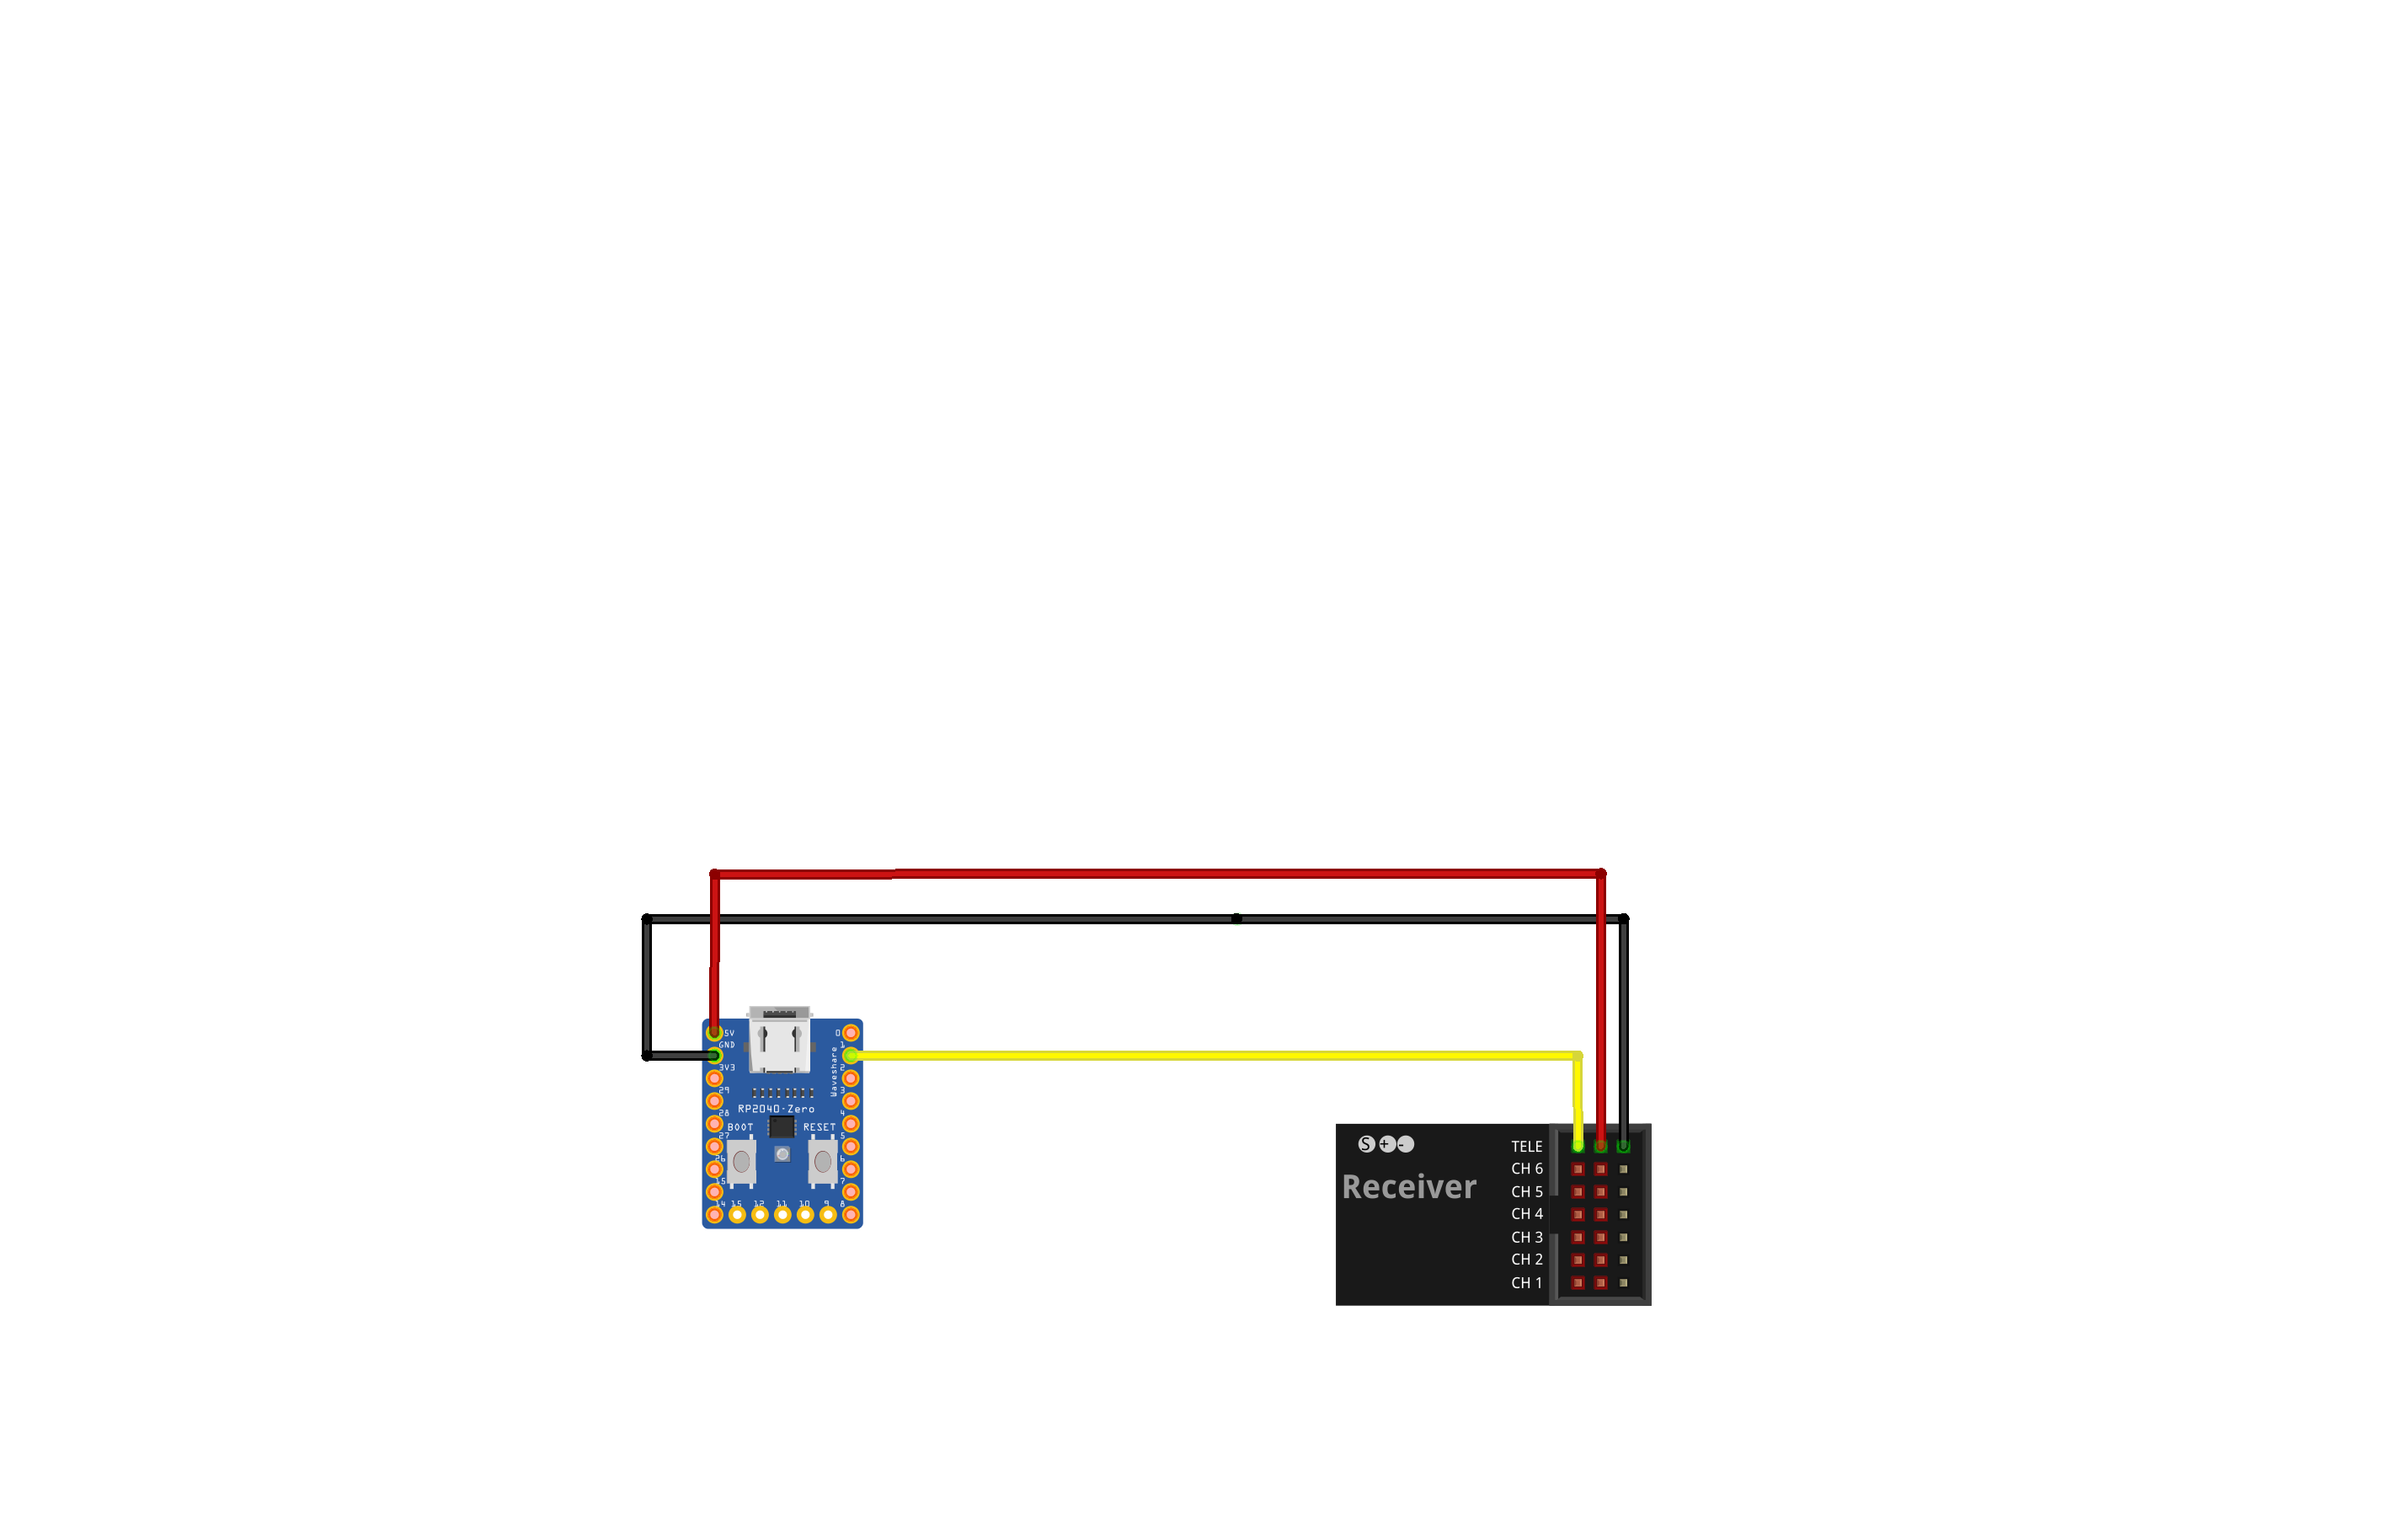 5V
GND
3V3
29
28
27
26
15
14
15
12
11
10
9
8
0
1
2
3
4
5
6
7
Waveshare
RP2040-Zero
BOOT
RESET
S + -
Receiver
TELE
CH 6
CH 5
CH 4
CH 3
CH 2
CH 1